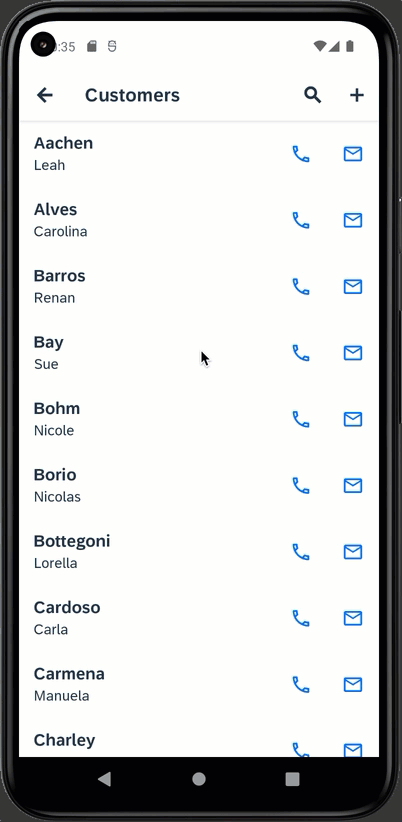 :35
Customers
Aachen
Leah
Alves
Carolina
Barros
Renan
Bay
Sue
Bohm
Nicole
Borio
Nicolas
Bottegoni
Lorella
Cardoso
Carla
Carmena
Manuela
Charley